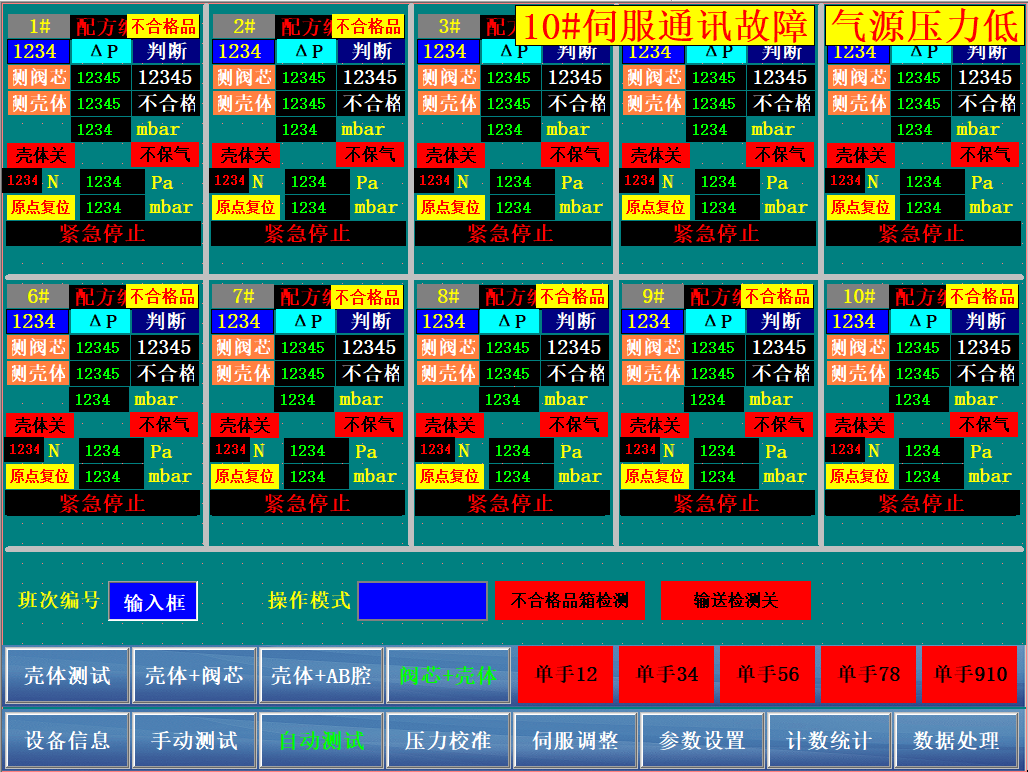 1# 配方 不合格品 2# 配方 不合格品 3# 配方 10#伺服通讯故障 气源压力低
1234 ΔP 判断 1234 ΔP 判断 1234 ΔP 判断 1234 ΔP 判断 1234 ΔP 判断
测阀芯 12345 12345 测阀芯 12345 12345 测阀芯 12345 12345 测阀芯 12345 12345 测阀芯 12345 12345
测壳体 12345 不合格 测壳体 12345 不合格 测壳体 12345 不合格 测壳体 12345 不合格 测壳体 12345 不合格
1234 mbar 1234 mbar 1234 mbar 1234 mbar 1234 mbar
壳体关 不保气 壳体关 不保气 壳体关 不保气 壳体关 不保气 壳体关 不保气
1234 N 1234 Pa 1234 N 1234 Pa 1234 N 1234 Pa 1234 N 1234 Pa 1234 N 1234 Pa
原点复位 1234 mbar 原点复位 1234 mbar 原点复位 1234 mbar 原点复位 1234 mbar 原点复位 1234 mbar
紧急停止 紧急停止 紧急停止 紧急停止 紧急停止
6# 配方 不合格品 7# 配方 不合格品 8# 配方 不合格品 9# 配方 不合格品 10# 配方 不合格品
1234 ΔP 判断 1234 ΔP 判断 1234 ΔP 判断 1234 ΔP 判断 1234 ΔP 判断
测阀芯 12345 12345 测阀芯 12345 12345 测阀芯 12345 12345 测阀芯 12345 12345 测阀芯 12345 12345
测壳体 12345 不合格 测壳体 12345 不合格 测壳体 12345 不合格 测壳体 12345 不合格 测壳体 12345 不合格
1234 mbar 1234 mbar 1234 mbar 1234 mbar 1234 mbar
壳体关 不保气 壳体关 不保气 壳体关 不保气 壳体关 不保气 壳体关 不保气
1234 N 1234 Pa 1234 N 1234 Pa 1234 N 1234 Pa 1234 N 1234 Pa 1234 N 1234 Pa
原点复位 1234 mbar 原点复位 1234 mbar 原点复位 1234 mbar 原点复位 1234 mbar 原点复位 1234 mbar
紧急停止 紧急停止 紧急停止 紧急停止 紧急停止
班次编号 输入框 操作模式 不合格品箱检测 输送检测关
壳体测试 壳体+阀芯 壳体+AB腔 阀芯+壳体 单手12 单手34 单手56 单手78 单手910
设备信息 手动测试 自动测试 压力校准 伺服调整 参数设置 计数统计 数据处理